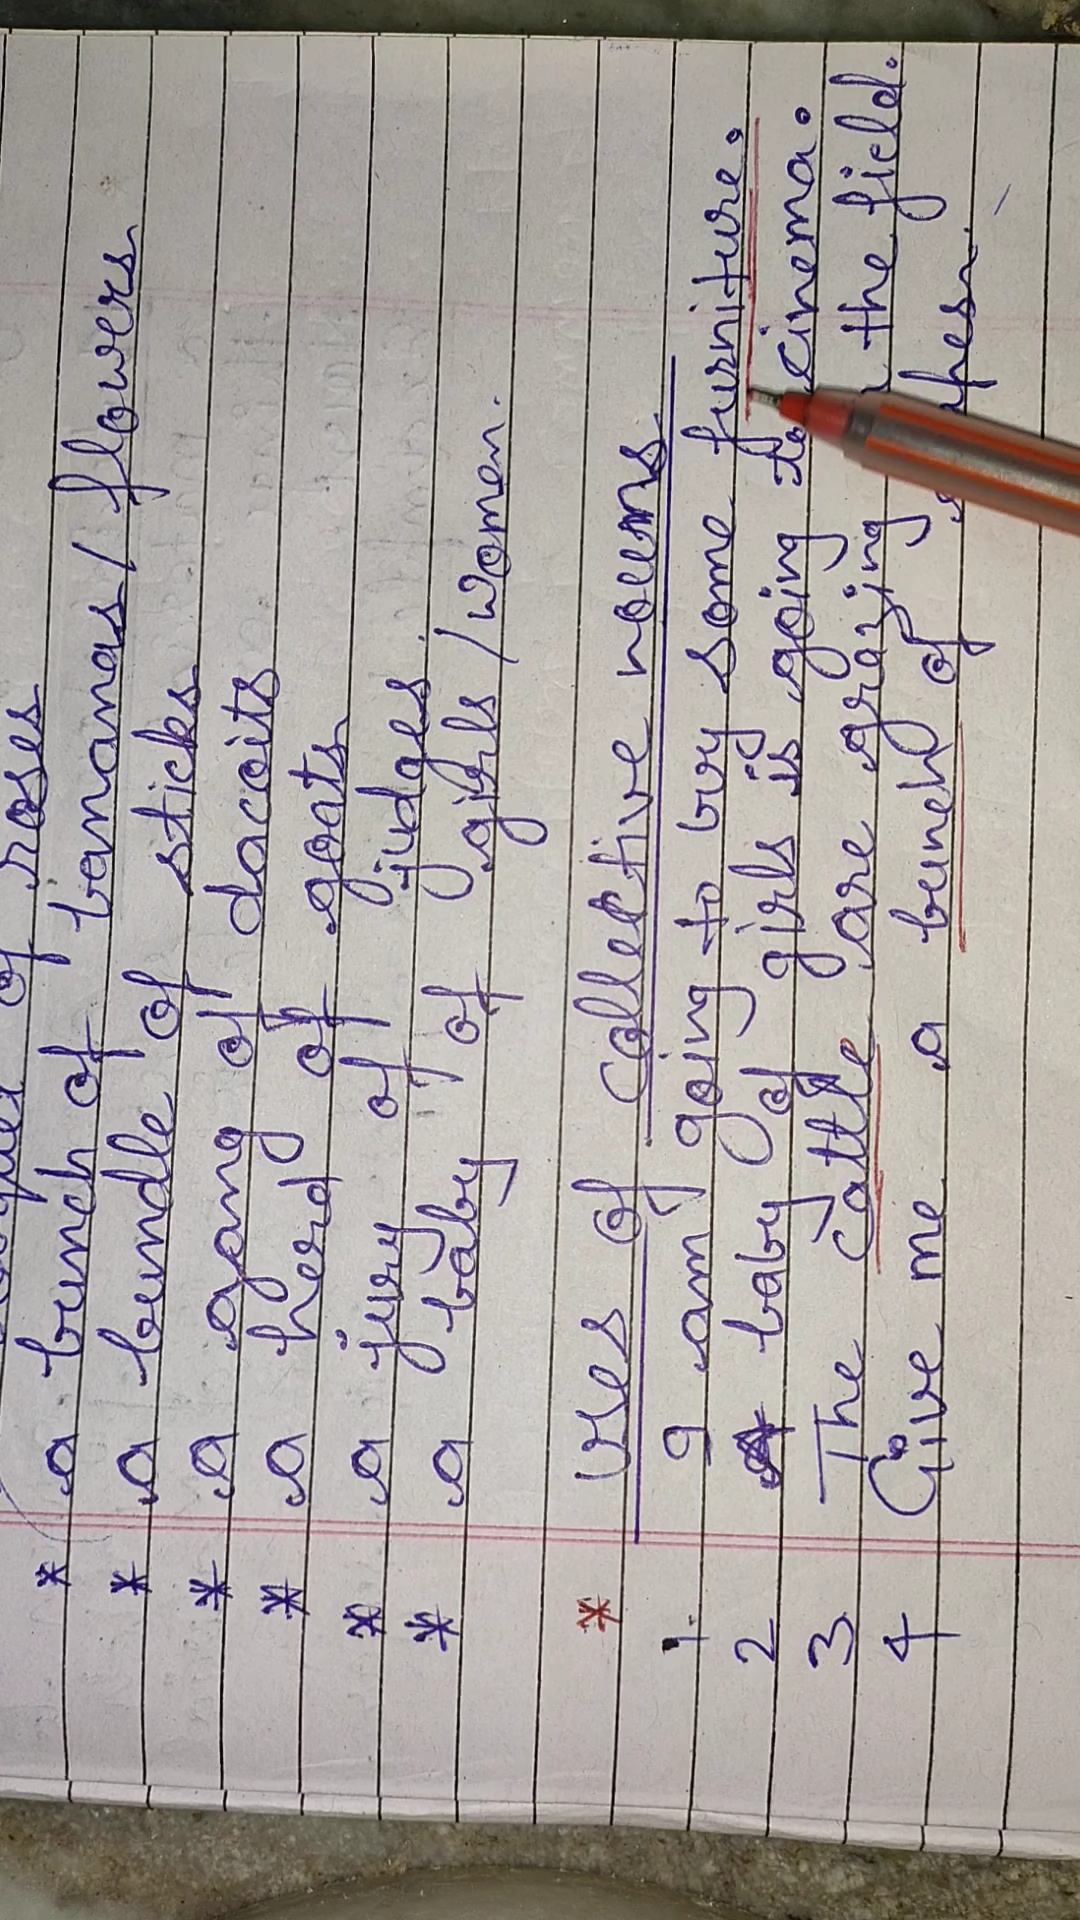 of roses
* a bunch of bananas / flowers
* a bundle of sticks
* a gang of dacoits
* a herd of goats
* a jury of judges
* a baby of girls / women.
* Uses of collective nouns
1. I am going to buy some furniture.
2 A baby of girls is going to cinema.
3 The cattle are grazing the field.
4 Give me a bunch of